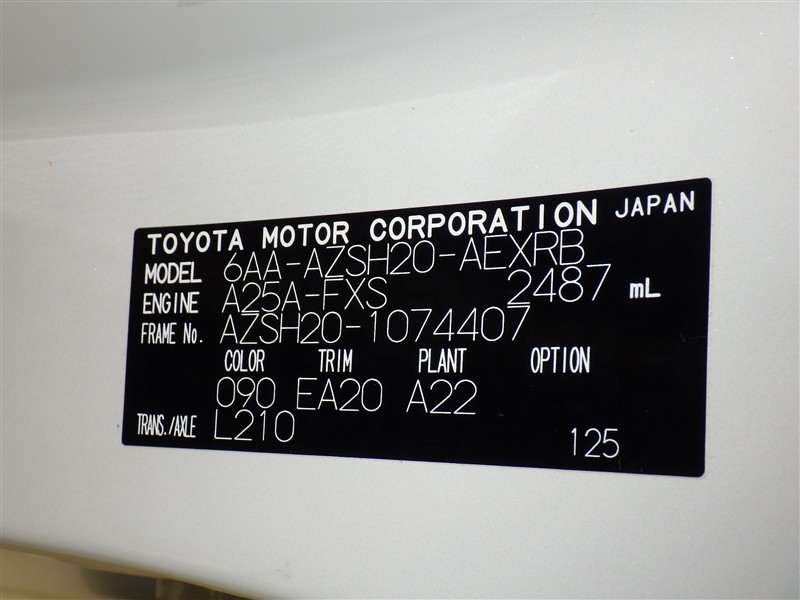 TOYOTA MOTOR CORPORATION JAPAN
MODEL 6AA-AZSH20-AEXRB
ENGINE A25A-FXS 2487 mL
FRAME No. AZSH20-1074407
COLOR TRIM PLANT OPTION
090 EA20 A22
TRANS./AXLE L210
125